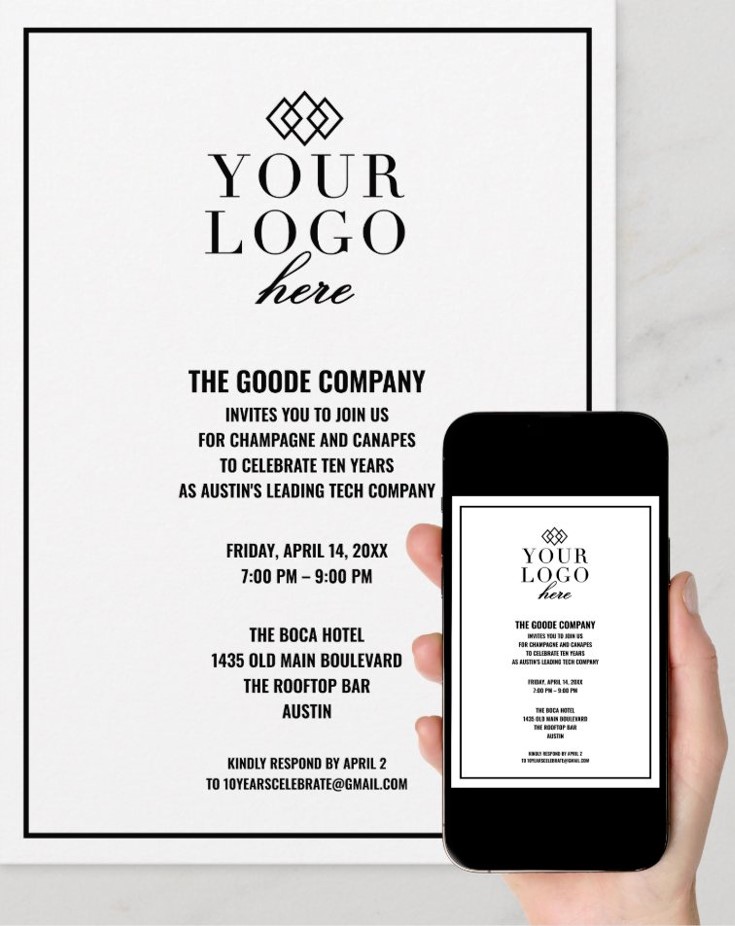 YOUR
LOGO
here
THE GOODE COMPANY
INVITES YOU TO JOIN US
FOR CHAMPAGNE AND CANAPES
TO CELEBRATE TEN YEARS
AS AUSTIN'S LEADING TECH COMPANY
FRIDAY, APRIL 14, 20XX
7:00 PM – 9:00 PM
THE BOCA HOTEL
1435 OLD MAIN BOULEVARD
THE ROOFTOP BAR
AUSTIN
KINDLY RESPOND BY APRIL 2
TO 10YEARSCELEBRATE@GMAIL.COM
YOUR
LOGO
here
THE GOODE COMPANY
INVITES YOU TO JOIN US
FOR CHAMPAGNE AND CANAPES
TO CELEBRATE TEN YEARS
AS AUSTIN'S LEADING TECH COMPANY
FRIDAY, APRIL 14, 20XX
7:00 PM – 9:00 PM
THE BOCA HOTEL
1435 OLD MAIN BOULEVARD
THE ROOFTOP BAR
AUSTIN
KINDLY RESPOND BY APRIL 2
TO 10YEARSCELEBRATE@GMAIL.COM